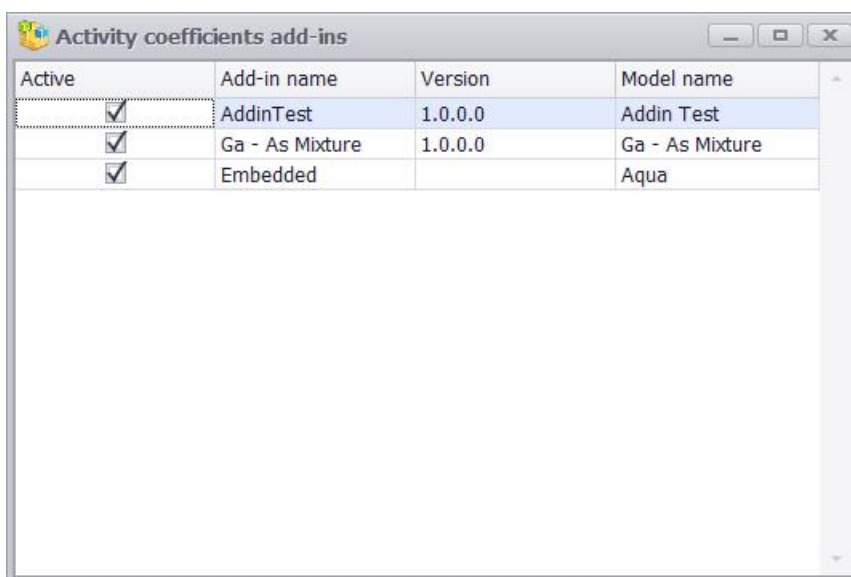 Activity coefficients add-ins
Active Add-in name Version Model name
AddinTest 1.0.0.0 Addin Test
Ga - As Mixture 1.0.0.0 Ga - As Mixture
Embedded Aqua